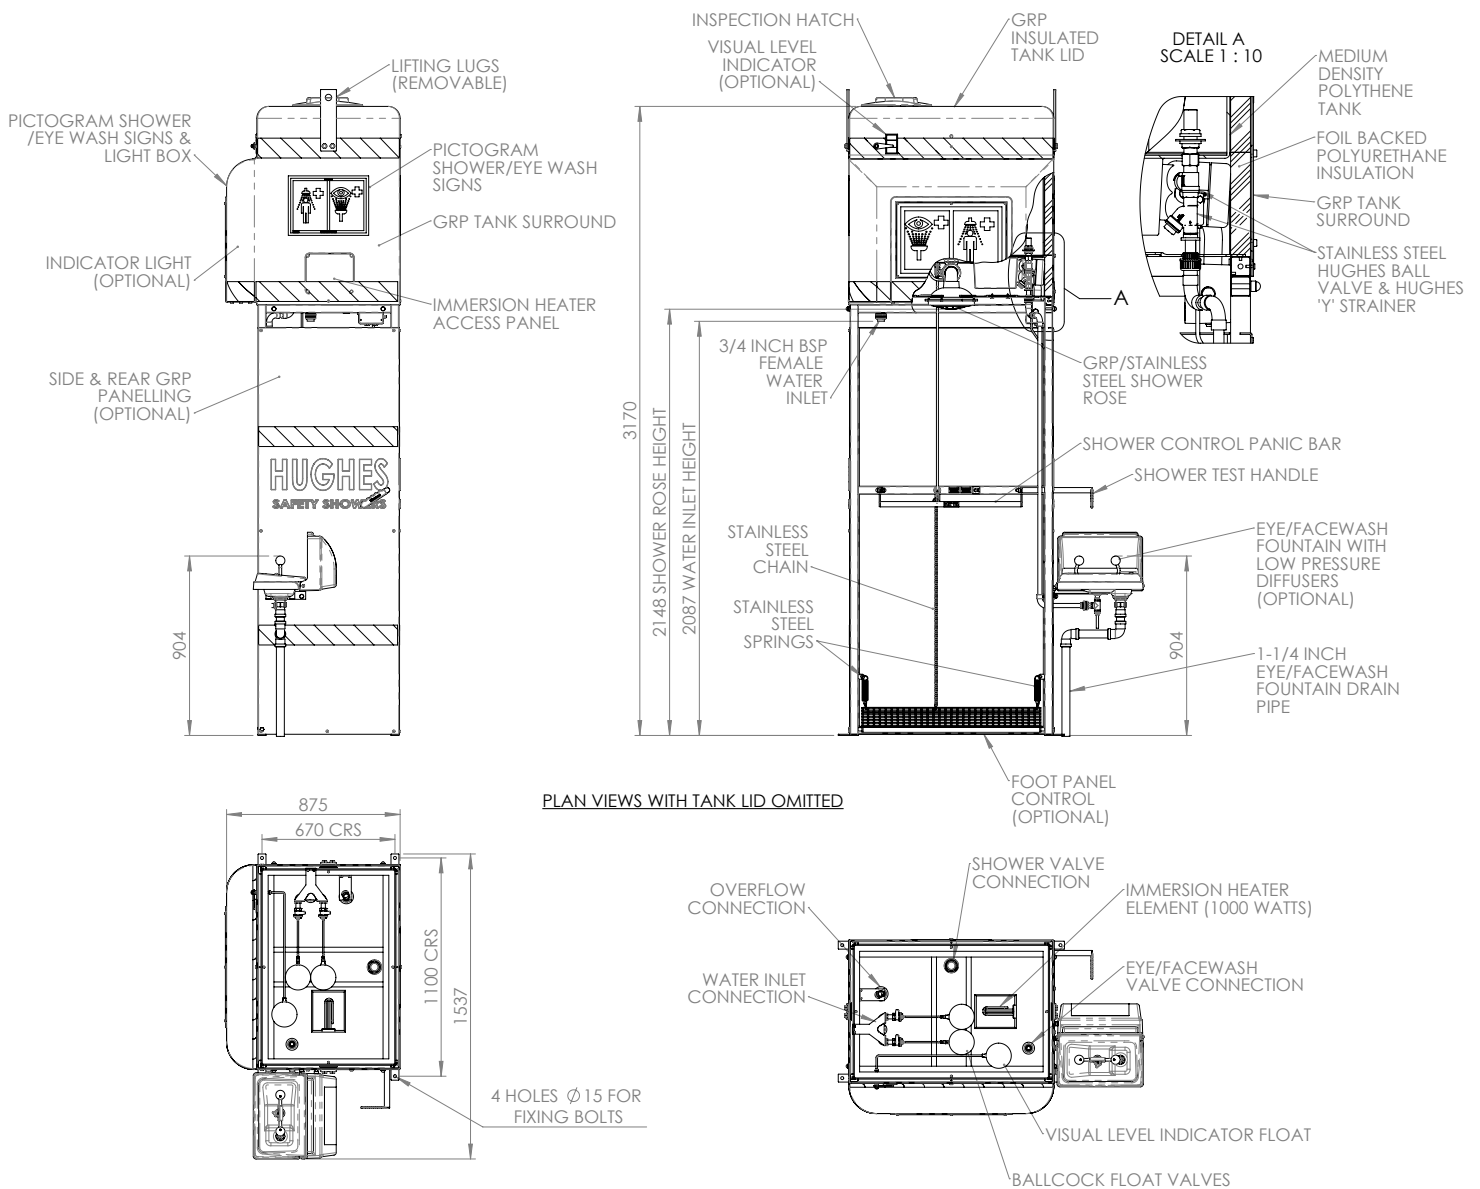 INSPECTION HATCH
VISUAL LEVEL
INDICATOR
(OPTIONAL)
GRP
INSULATED
TANK LID
DETAIL A
SCALE 1 : 10
MEDIUM
DENSITY
POLYTHENE
TANK
FOIL BACKED
POLYURETHANE
INSULATION
GRP TANK
SURROUND
STAINLESS STEEL
HUGHES BALL
VALVE & HUGHES
'Y' STRAINER
LIFTING LUGS
(REMOVABLE)
PICTOGRAM SHOWER
/EYE WASH SIGNS &
LIGHT BOX
PICTOGRAM
SHOWER/EYE WASH
SIGNS
GRP TANK SURROUND
INDICATOR LIGHT
(OPTIONAL)
IMMERSION HEATER
ACCESS PANEL
SIDE & REAR GRP
PANELLING
(OPTIONAL)
HUGHES
SAFETY SHOWERS
904
3170
2148 SHOWER ROSE HEIGHT
2087 WATER INLET HEIGHT
3/4 INCH BSP
FEMALE
WATER
INLET
A
GRP/STAINLESS
STEEL SHOWER
ROSE
SHOWER CONTROL PANIC BAR
SHOWER TEST HANDLE
STAINLESS
STEEL
CHAIN
STAINLESS
STEEL
SPRINGS
EYE/FACEWASH
FOUNTAIN WITH
LOW PRESSURE
DIFFUSERS
(OPTIONAL)
904
1-1/4 INCH
EYE/FACEWASH
FOUNTAIN DRAIN
PIPE
FOOT PANEL
CONTROL
(OPTIONAL)
PLAN VIEWS WITH TANK LID OMITTED
875
670 CRS
1100 CRS
1537
4 HOLES Ø 15 FOR
FIXING BOLTS
SHOWER VALVE
CONNECTION
OVERFLOW
CONNECTION
IMMERSION HEATER
ELEMENT (1000 WATTS)
WATER INLET
CONNECTION
EYE/FACEWASH
VALVE CONNECTION
VISUAL LEVEL INDICATOR FLOAT
BALLCOCK FLOAT VALVES